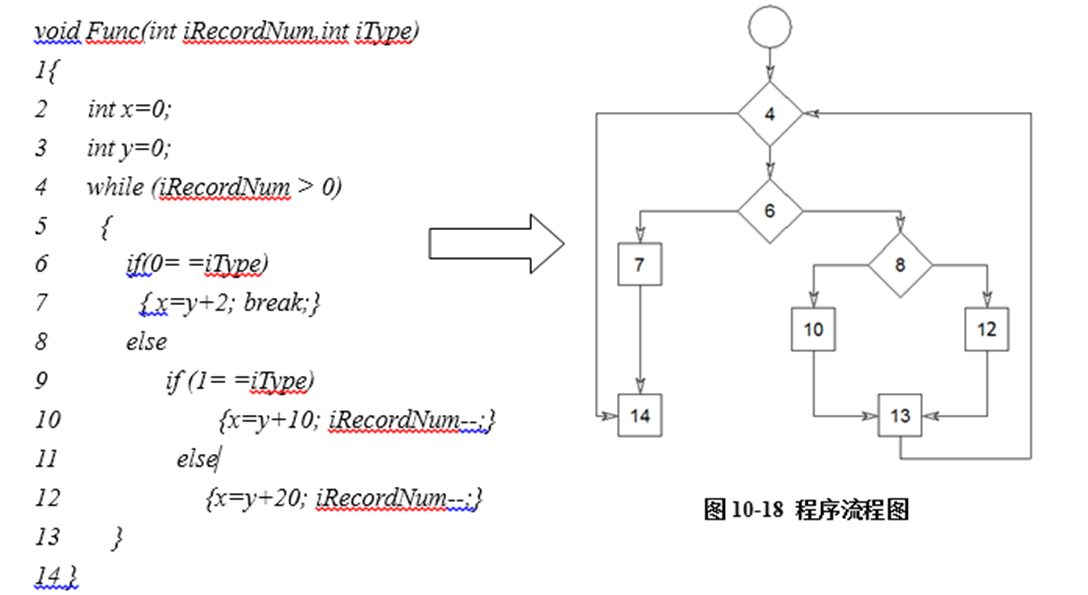 void Func(int iRecordNum,int iType)
1{
2 int x=0;
3 int y=0;
4 while (iRecordNum > 0)
5 {
6 if(0= =iType)
7 {x=y+2; break;}
8 else
9 if (1= =iType)
10 {x=y+10; iRecordNum--;}
11 else
12 {x=y+20; iRecordNum--;}
13 }
14 }
4
6
7
8
10
12
14
13
图 10-18 程序流程图